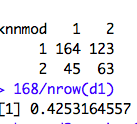 knnmod 1 2
1 164 123
2 45 63
> 168/nrow(d1)
[1] 0.4253164557